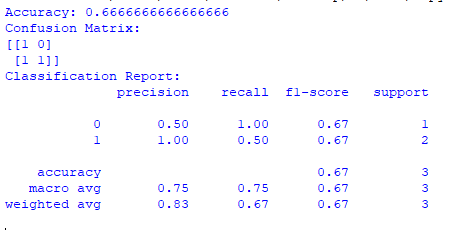 Accuracy: 0.6666666666666666
Confusion Matrix:
[[1 0]
 [1 1]]
Classification Report:
              precision    recall  f1-score   support

           0       0.50      1.00      0.67         1
           1       1.00      0.50      0.67         2

    accuracy                           0.67         3
   macro avg       0.75      0.75      0.67         3
weighted avg       0.83      0.67      0.67         3